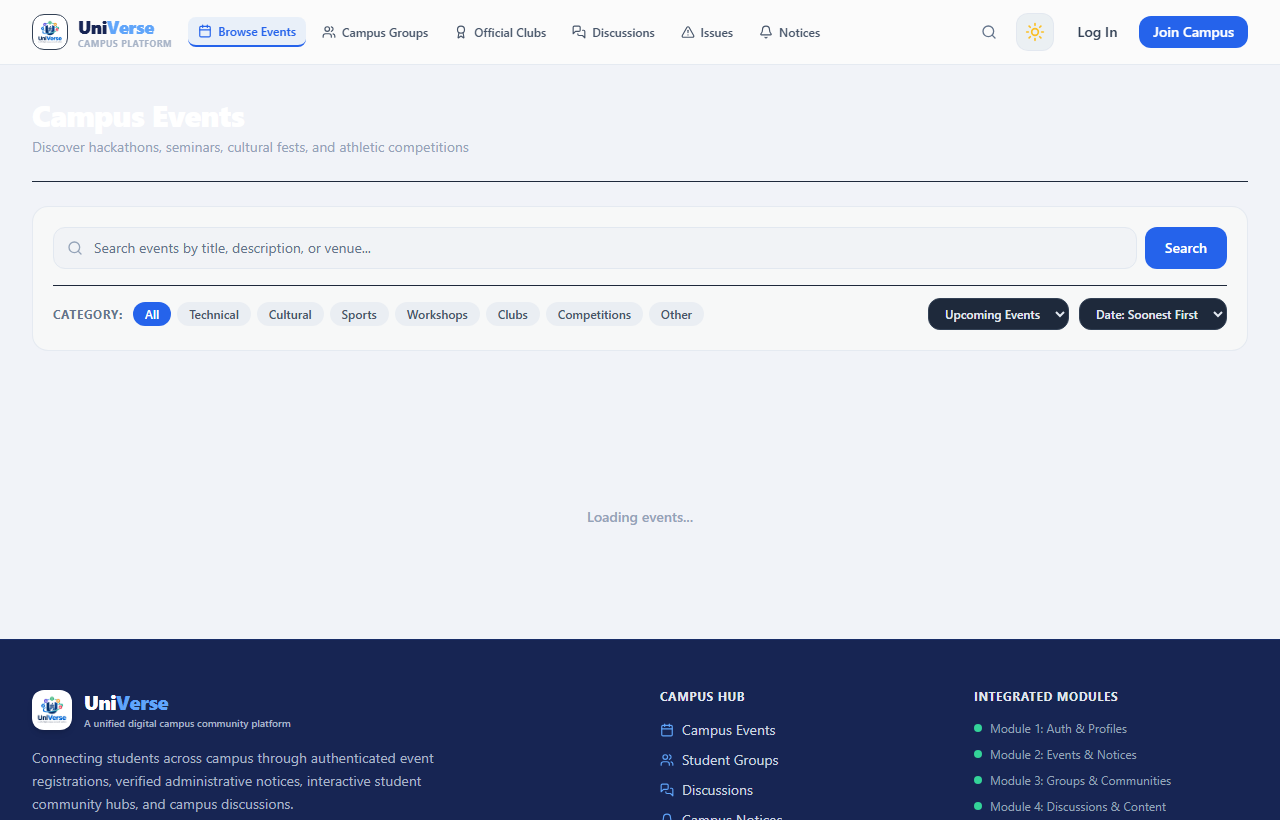 UniVerse
CAMPUS PLATFORM
Browse Events
Campus Groups
Official Clubs
Discussions
Issues
Notices
Log In
Join Campus
Campus Events
Discover hackathons, seminars, cultural fests, and athletic competitions
Search events by title, description, or venue...
Search
CATEGORY:
All
Technical
Cultural
Sports
Workshops
Clubs
Competitions
Other
Upcoming Events
Date: Soonest First
Loading events...
UniVerse
UniVerse
A unified digital campus community platform
Connecting students across campus through authenticated event
registrations, verified administrative notices, interactive student
community hubs, and campus discussions.
CAMPUS HUB
Campus Events
Student Groups
Discussions
Campus Notices
INTEGRATED MODULES
Module 1: Auth & Profiles
Module 2: Events & Notices
Module 3: Groups & Communities
Module 4: Discussions & Content